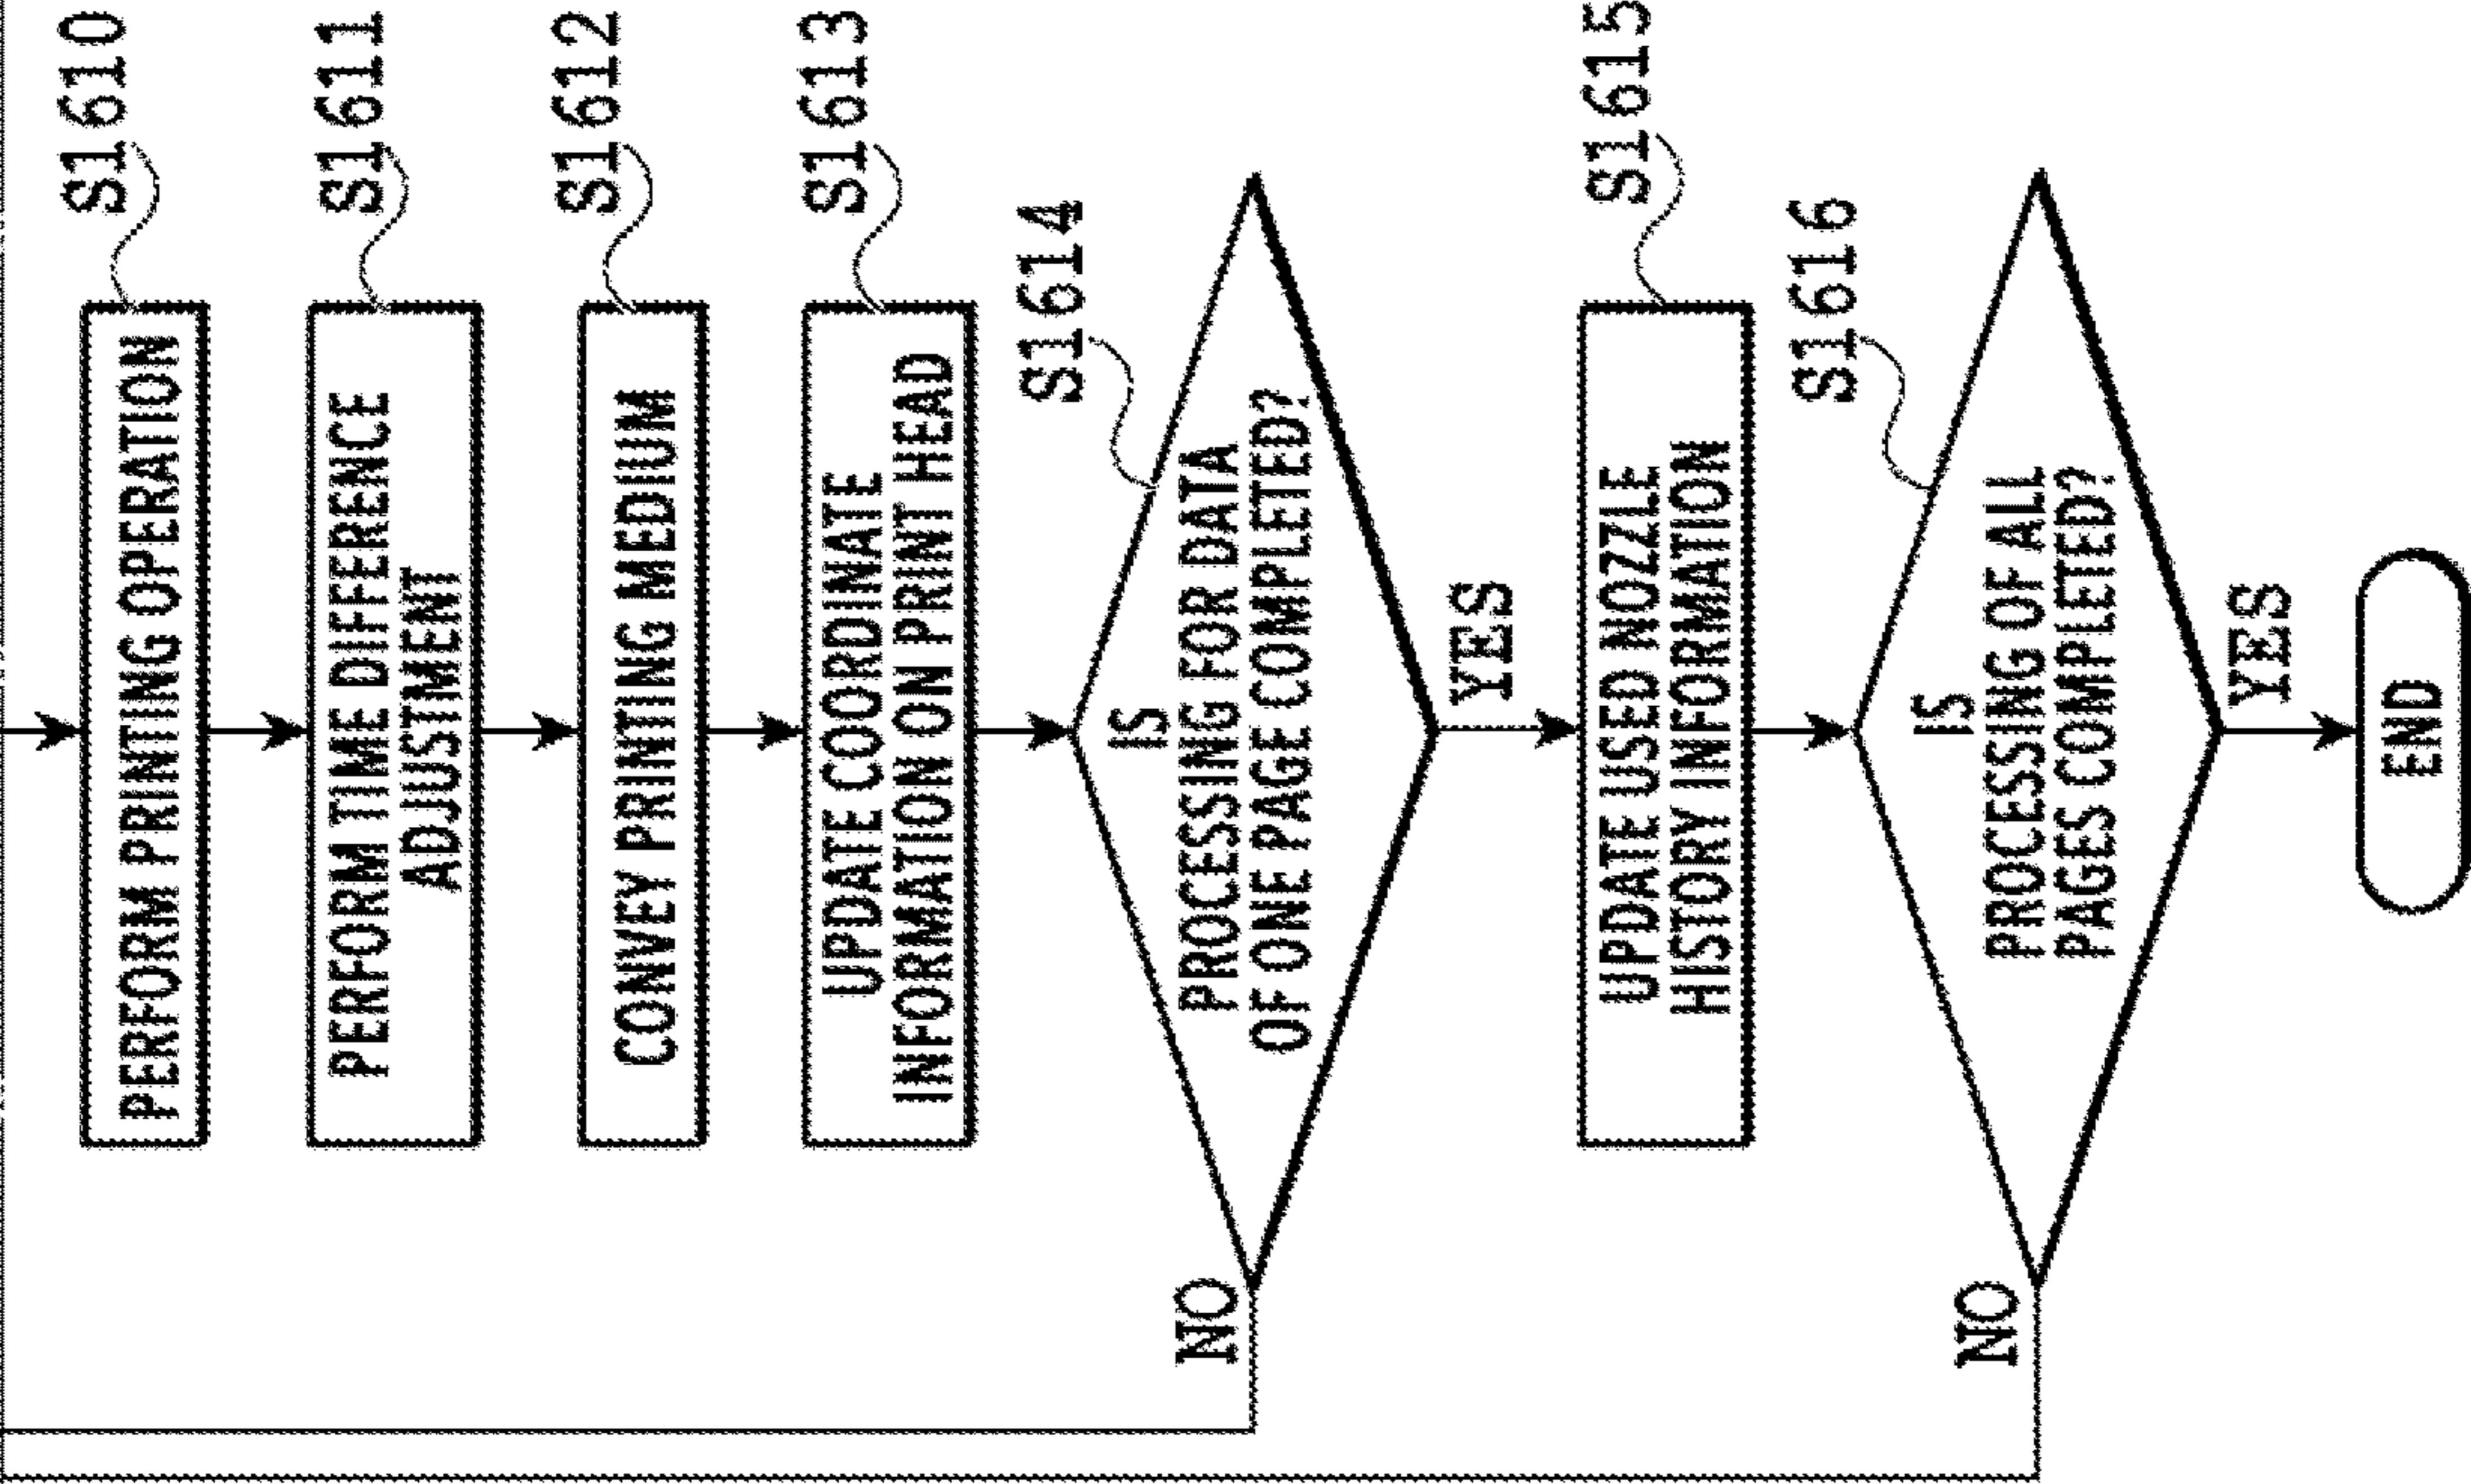 S1610
PERFORM PRINTING OPERATION
S1611
PERFORM TIME DIFFERENCE
ADJUSTMENT
S1612
CONVEY PRINTING MEDIUM
S1613
UPDATE COORDINATE
INFORMATION ON PRINT HEAD
S1614
IS
PROCESSING FOR DATA
OF ONE PAGE COMPLETED?
NO
YES
S1615
UPDATE USED NOZZLE
HISTORY INFORMATION
S1616
IS
PROCESSING OF ALL
PAGES COMPLETED?
NO
YES
END